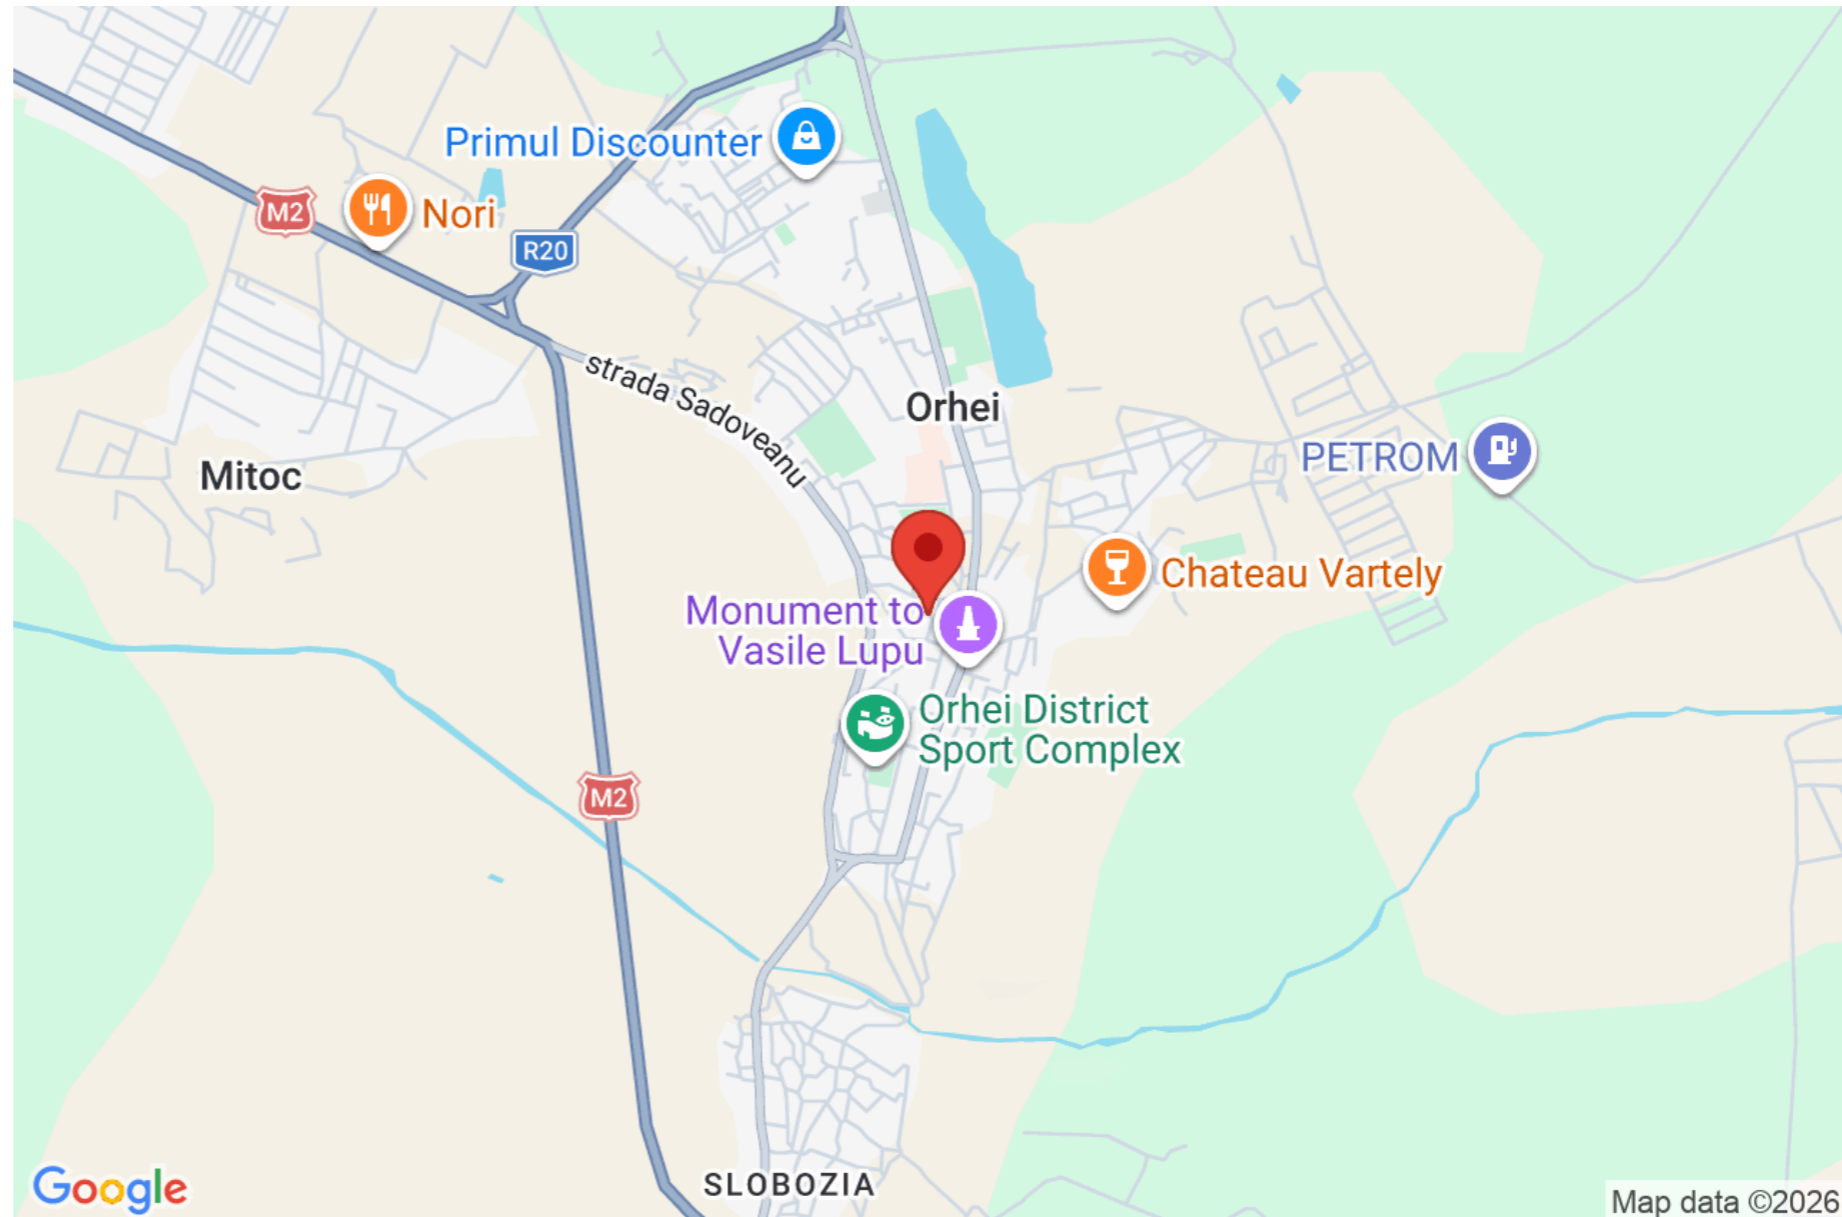 Primul Discounter
M2
Nori
R20
strada Sadoveanu
Orhei
Mitoc
PETROM
Chateau Vartely
Monument to
Vasile Lupu
Orhei District
Sport Complex
M2
SLOBOZIA
Google
Map data ©2026